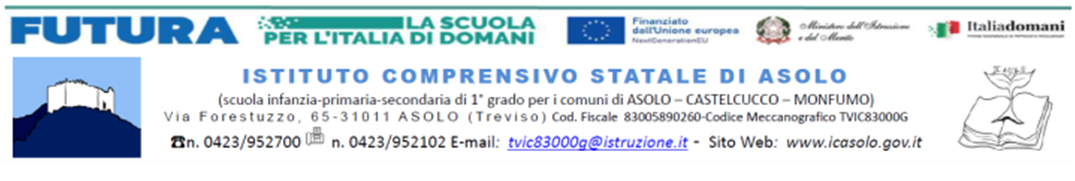 FUTURA
LA SCUOLA
PER L'ITALIA DI DOMANI
Finanziato
dall'Unione europea
NextGenerationEU
Ministero dell'Istruzione
e del Merito
Italiadomani
ISTITUTO COMPRENSIVO STATALE DI ASOLO
(scuola infanzia-primaria-secondaria di 1° grado per i comuni di ASOLO – CASTELCUCCO – MONFUMO)
Via Forestuzzo, 65-31011 ASOLO (Treviso) Cod. Fiscale 83005890260-Codice Meccanografico TVIC83000G
☎n. 0423/952700 n. 0423/952102 E-mail: tvic83000g@istruzione.it - Sito Web: www.icasolo.gov.it